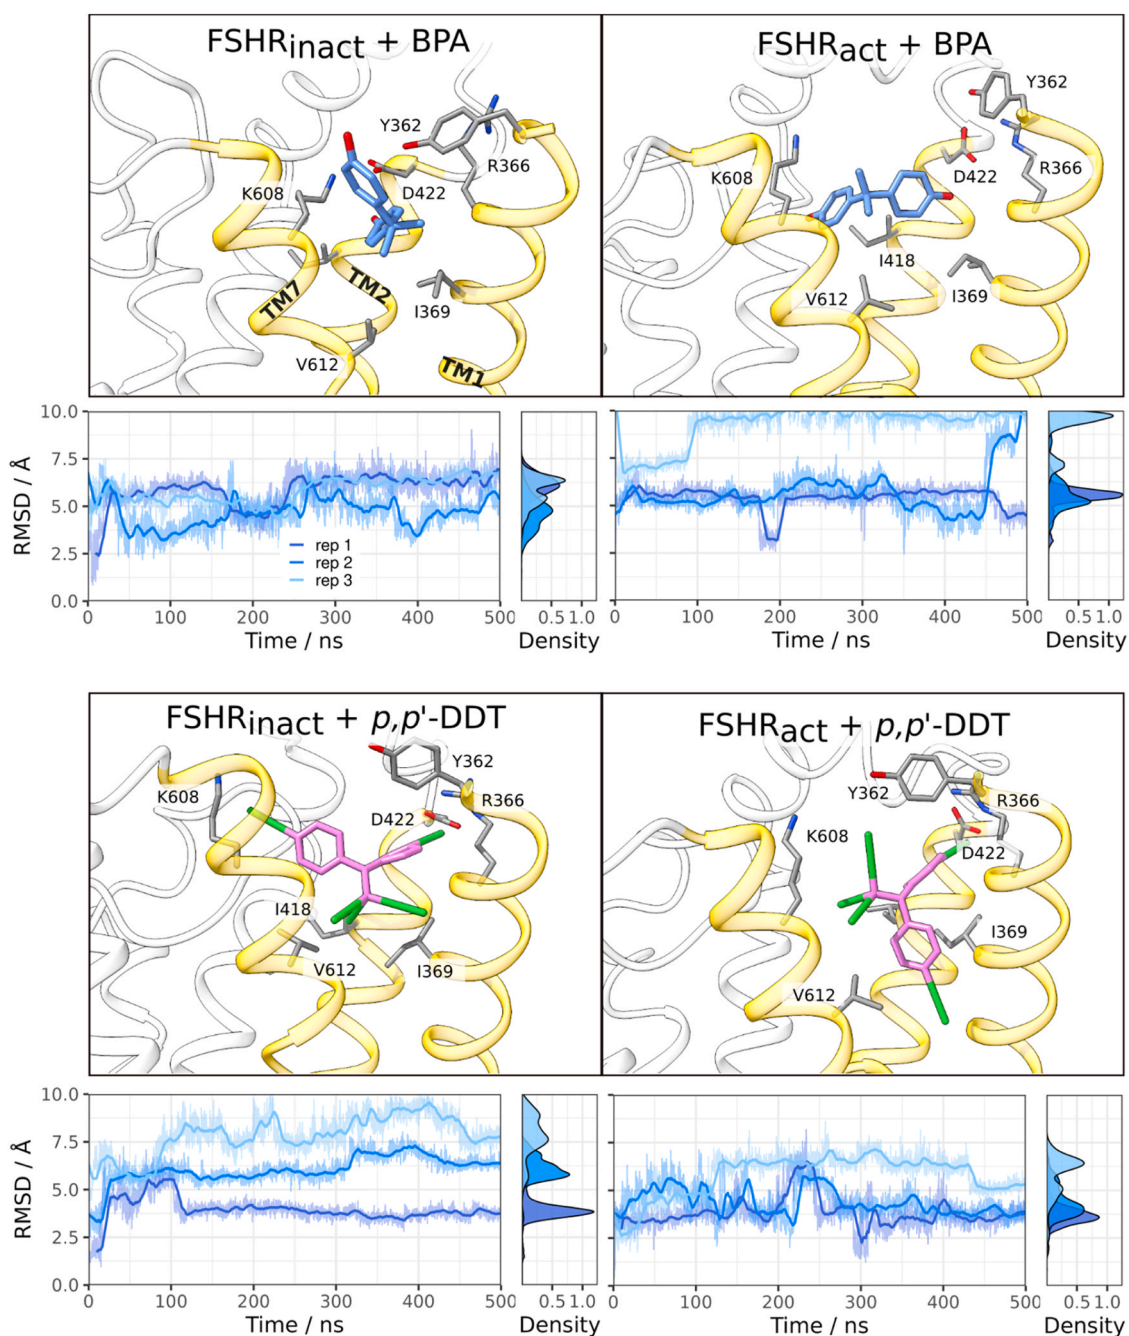 FSHRinact + BPA
FSHRact + BPA
Y362
R366
D422
K608
TM7
TM2
I369
V612
TM1
Y362
D422
R366
K608
I418
I369
V612
10.0
7.5
5.0
2.5
0.0
RMSD / Å
rep 1
rep 2
rep 3
0 100 200 300 400 500
Time / ns
0.5 1.0
Density
0 100 200 300 400 500
Time / ns
0.5 1.0
Density
FSHRinact + p,p'-DDT
FSHRact + p,p'-DDT
Y362
K608
R366
D422
I418
V612
I369
Y362
R366
K608
D422
I369
V612
10.0
7.5
5.0
2.5
0.0
RMSD / Å
0 100 200 300 400 500
Time / ns
0.5 1.0
Density
0 100 200 300 400 500
Time / ns
0.5 1.0
Density